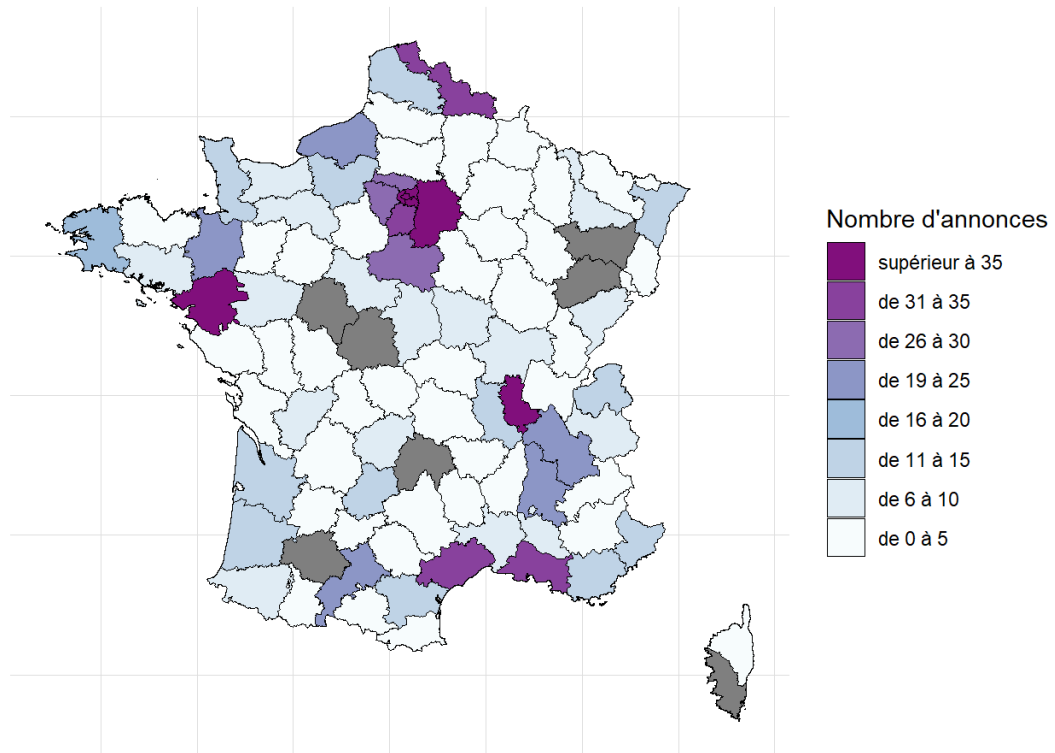 Nombre d'annonces
supérieur à 35
de 31 à 35
de 26 à 30
de 19 à 25
de 16 à 20
de 11 à 15
de 6 à 10
de 0 à 5